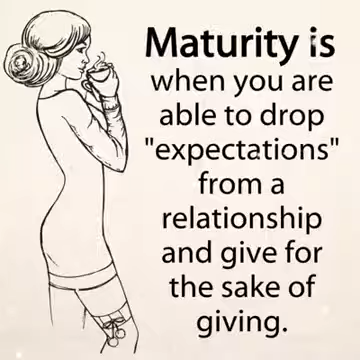 Maturity is
when you are
able to drop
"expectations"
from a
relationship
and give for
the sake of
giving.